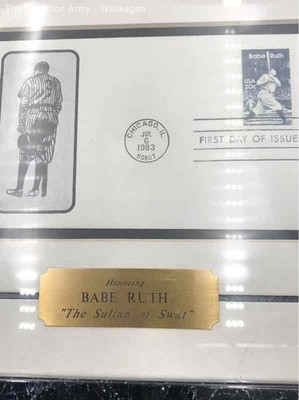 The Salvation Army - Waukegan
Babe Ruth
USA
20c
CHICAGO, IL
JUL
6
1983
60607
FIRST DAY OF ISSUE
Honoring
BABE RUTH
"The Sultan of Swat"